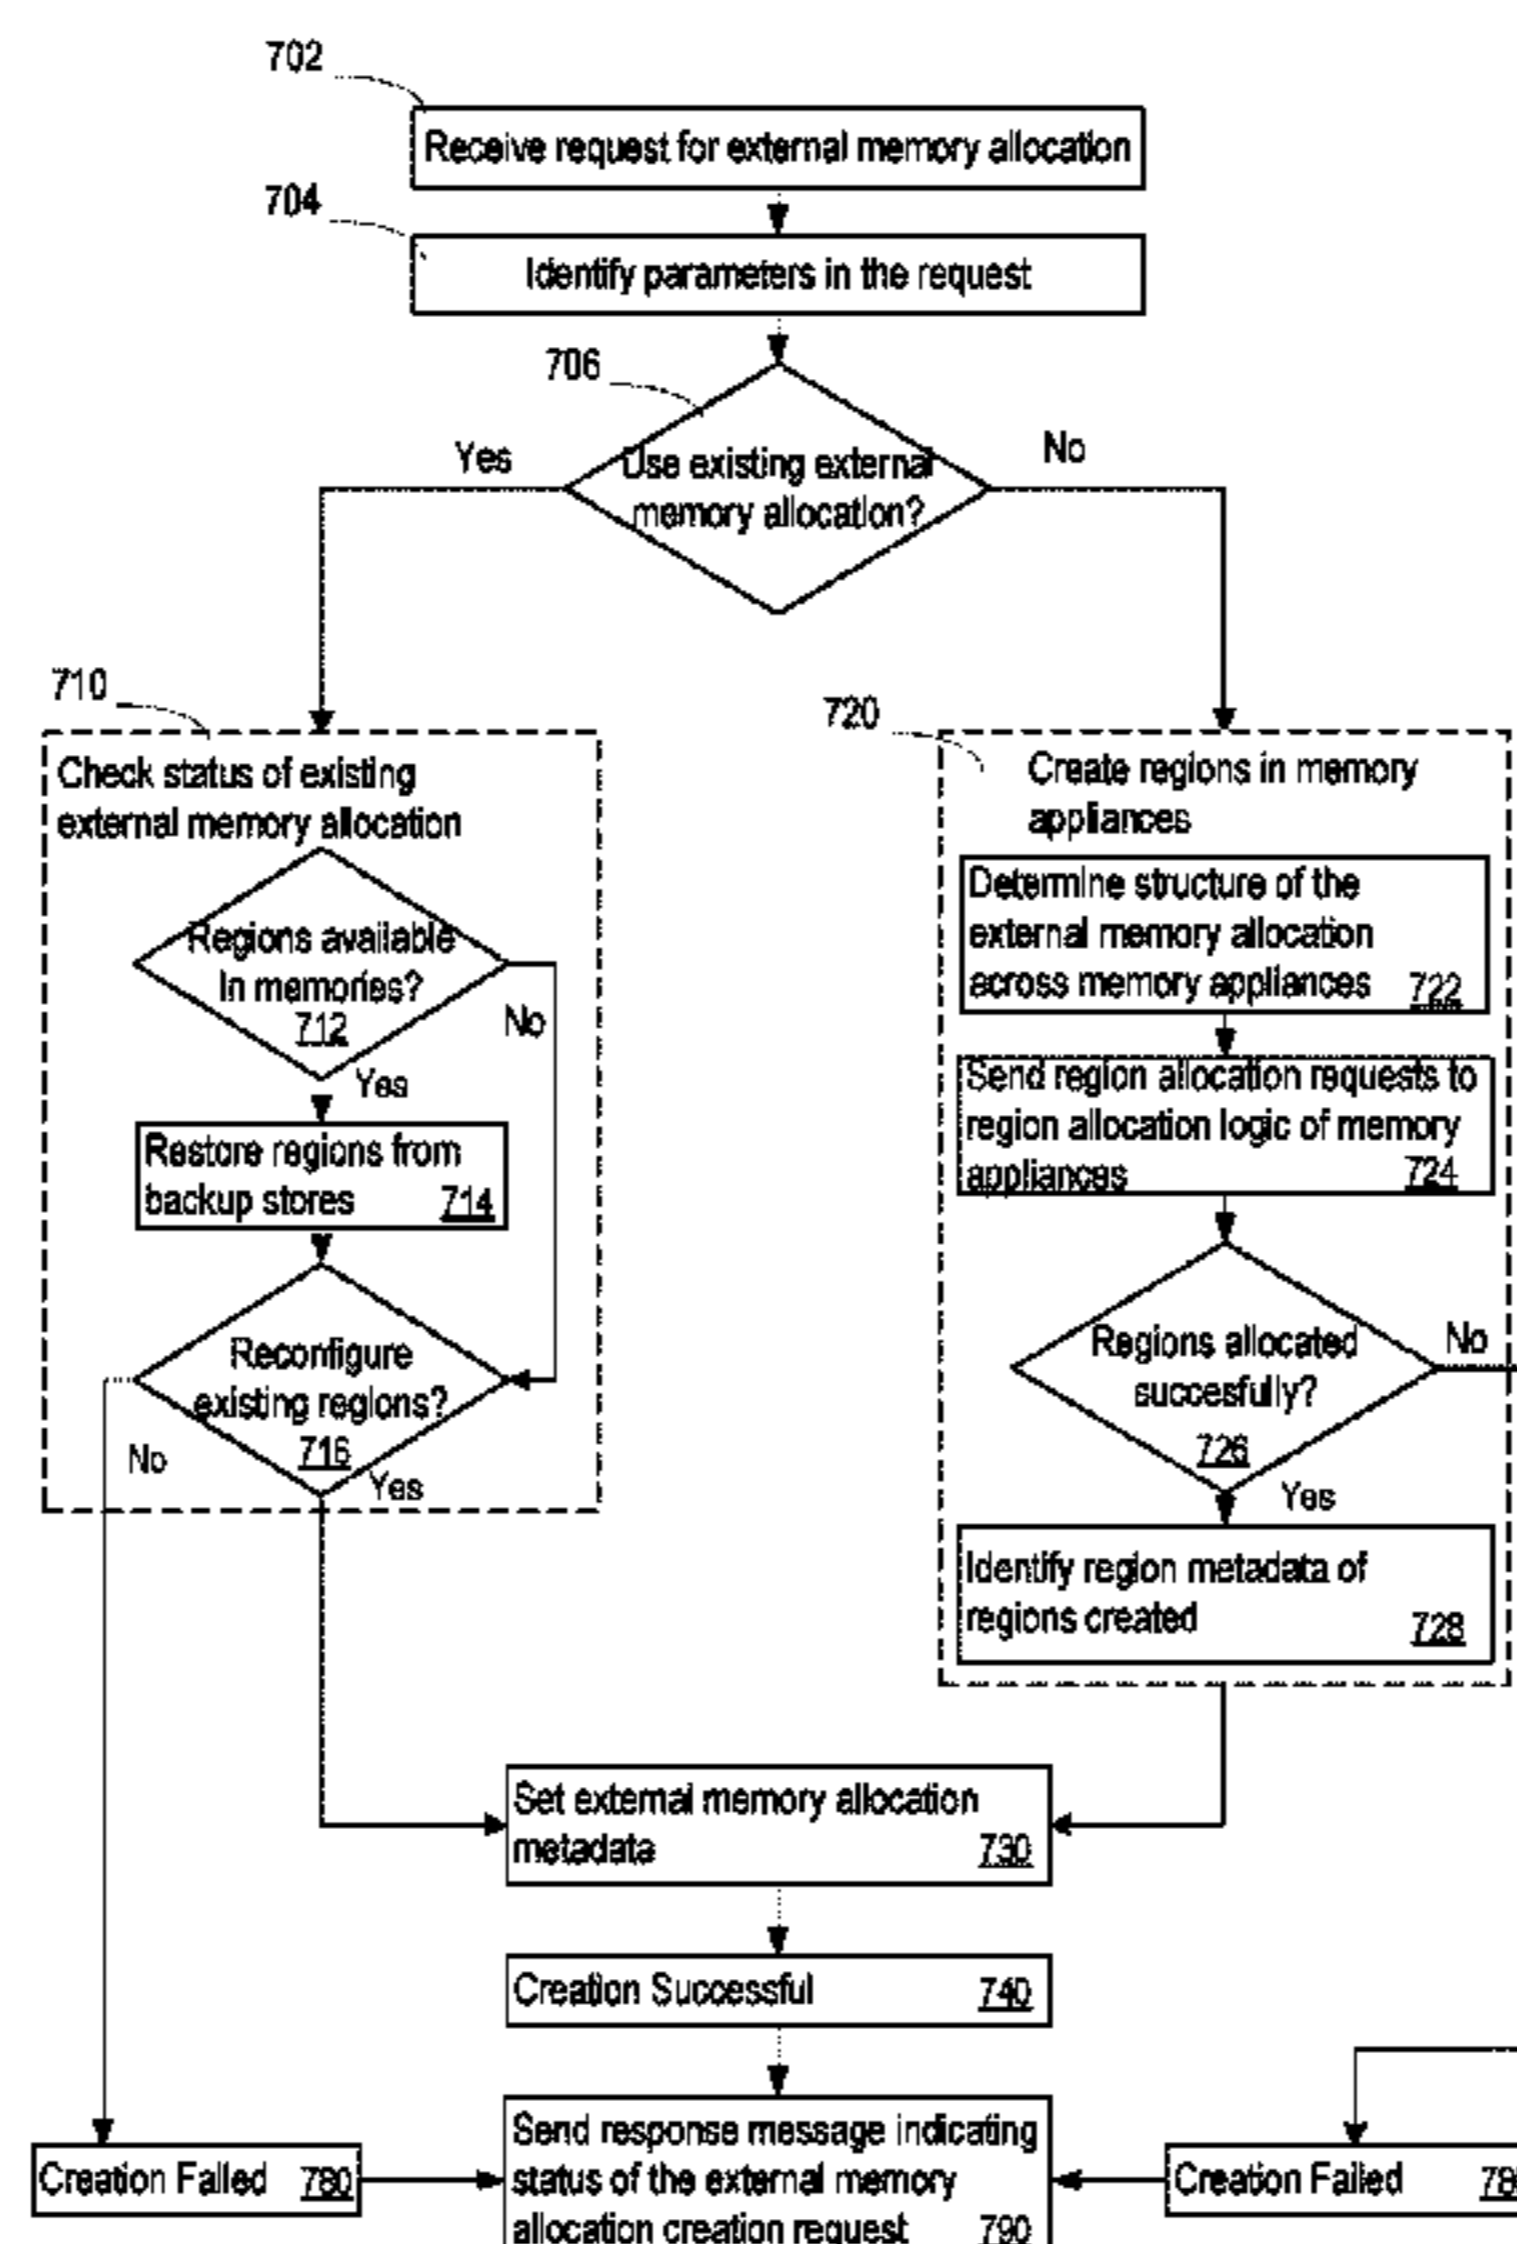 702
Receive request for external memory allocation
704
Identify parameters in the request
706
Use existing external
memory allocation?
Yes
No
710
Check status of existing
external memory allocation
Regions available
In memories?
712
No
Yes
Restore regions from
backup stores 714
Reconfigure
existing regions?
716
No
Yes
720
Create regions in memory
appliances
Determine structure of the
external memory allocation
across memory appliances 722
Send region allocation requests to
region allocation logic of memory
appliances 724
Regions allocated
succesfully?
726
No
Yes
Identify region metadata of
regions created 728
Set external memory allocation
metadata 730
Creation Successful 740
Send response message indicating
status of the external memory
allocation creation request 790
Creation Failed 780
Creation Failed